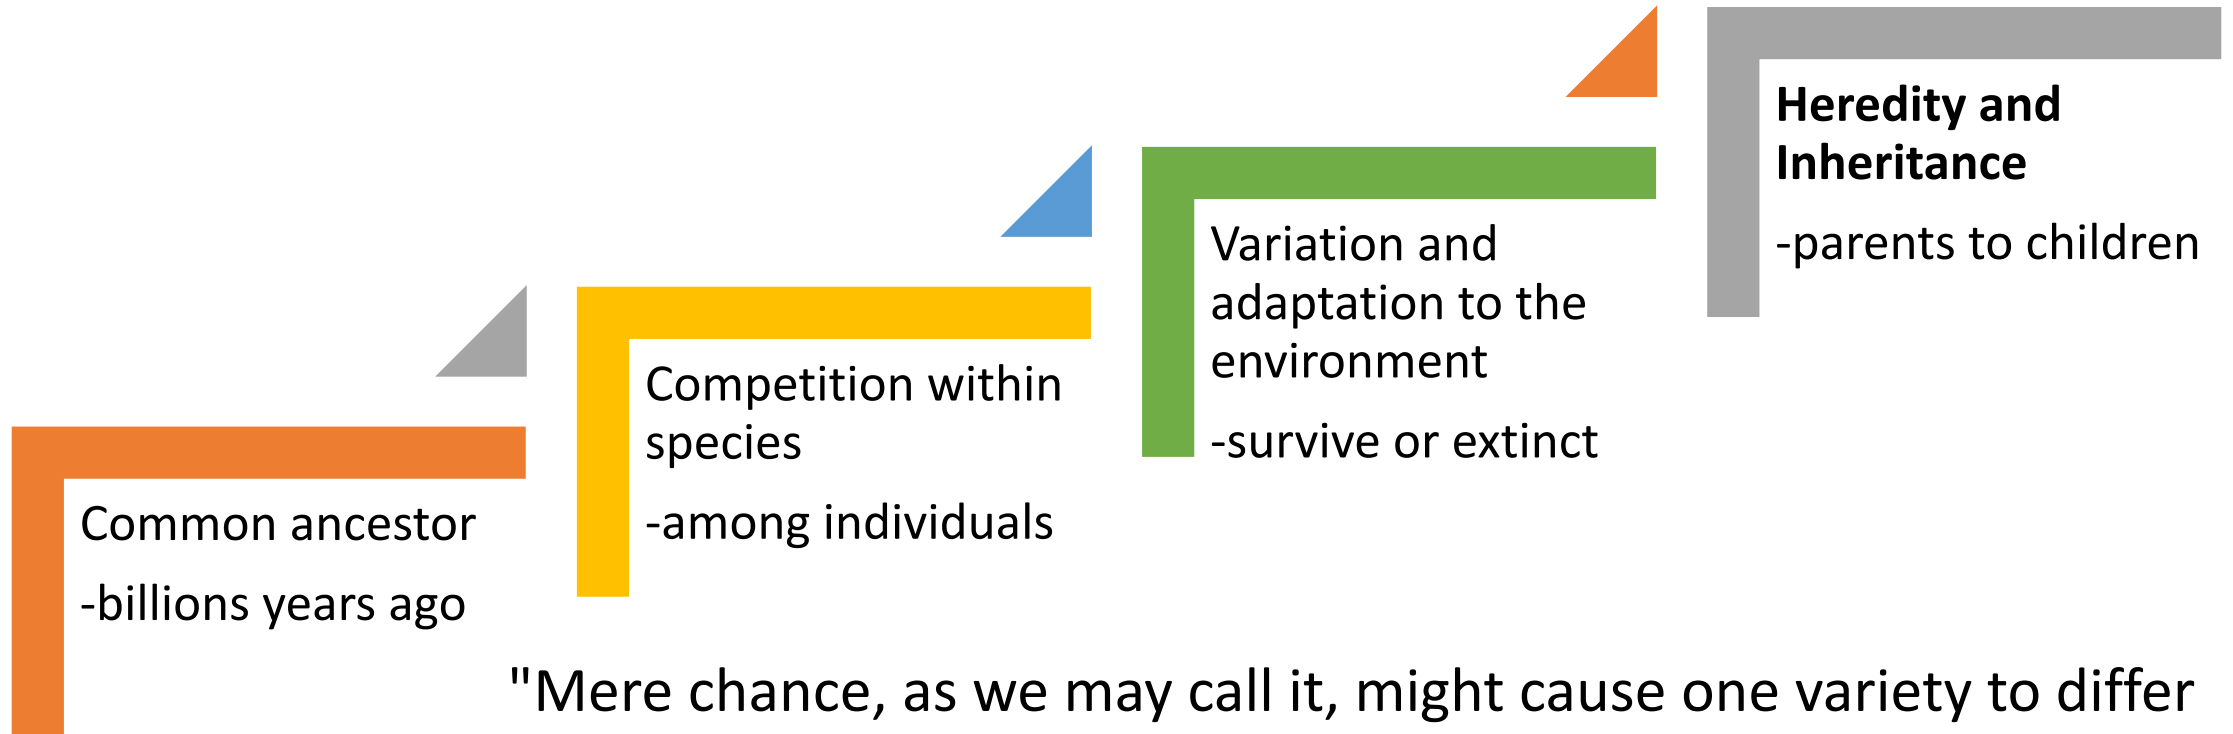 Common ancestor
-billions years ago
Competition within
species
-among individuals
Variation and
adaptation to the
environment
-survive or extinct
Heredity and
Inheritance
-parents to children
"Mere chance, as we may call it, might cause one variety to differ